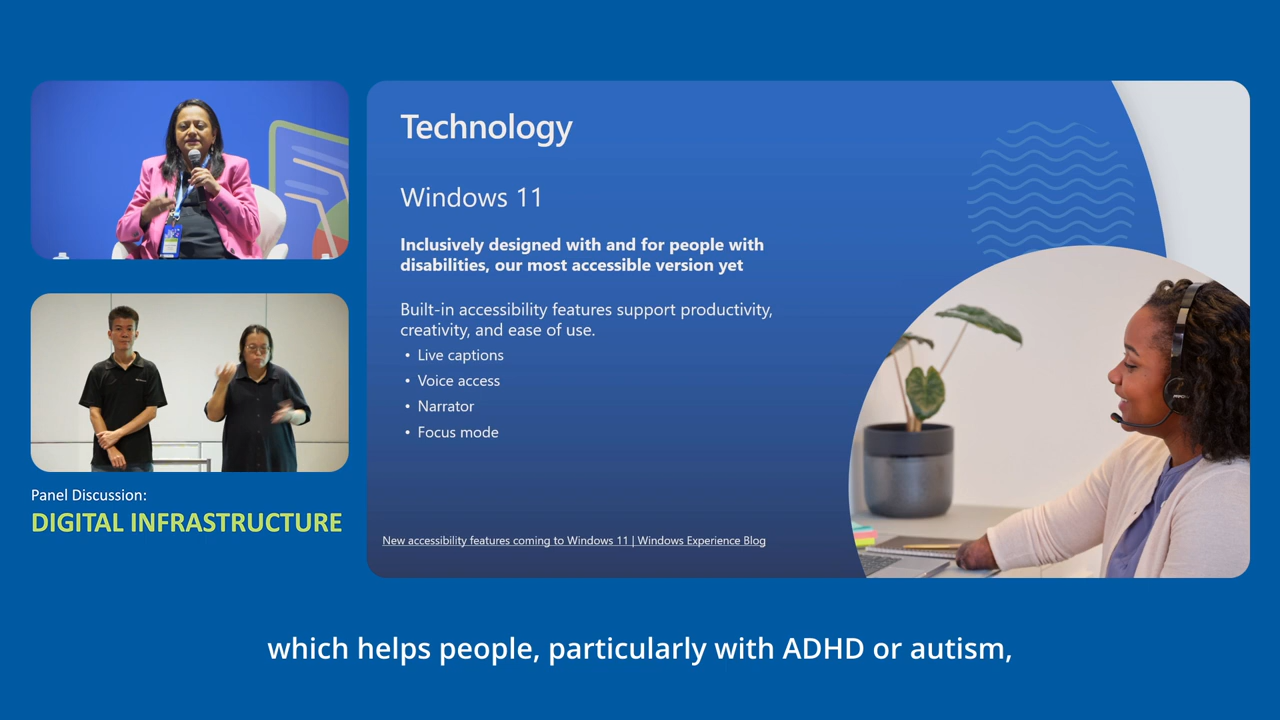 Technology
Windows 11
Inclusively designed with and for people with
disabilities, our most accessible version yet
Built-in accessibility features support productivity,
creativity, and ease of use.
• Live captions
• Voice access
• Narrator
• Focus mode
New accessibility features coming to Windows 11 | Windows Experience Blog
Panel Discussion:
DIGITAL INFRASTRUCTURE
which helps people, particularly with ADHD or autism,